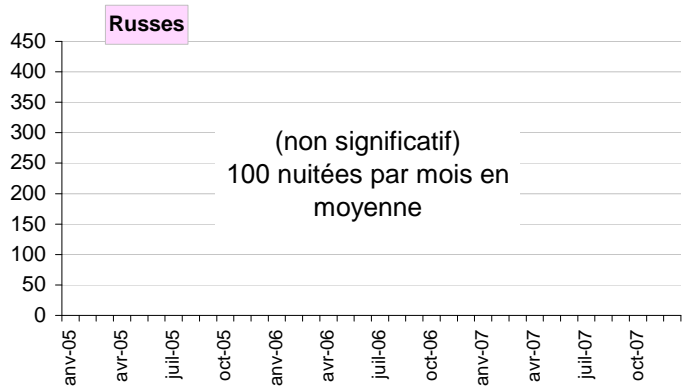 Russes
450
400
350
300
250
200
150
100
50
0
(non significatif)
100 nuitées par mois en
moyenne
anv-05
avr-05
juil-05
oct-05
anv-06
avr-06
juil-06
oct-06
anv-07
avr-07
juil-07
oct-07